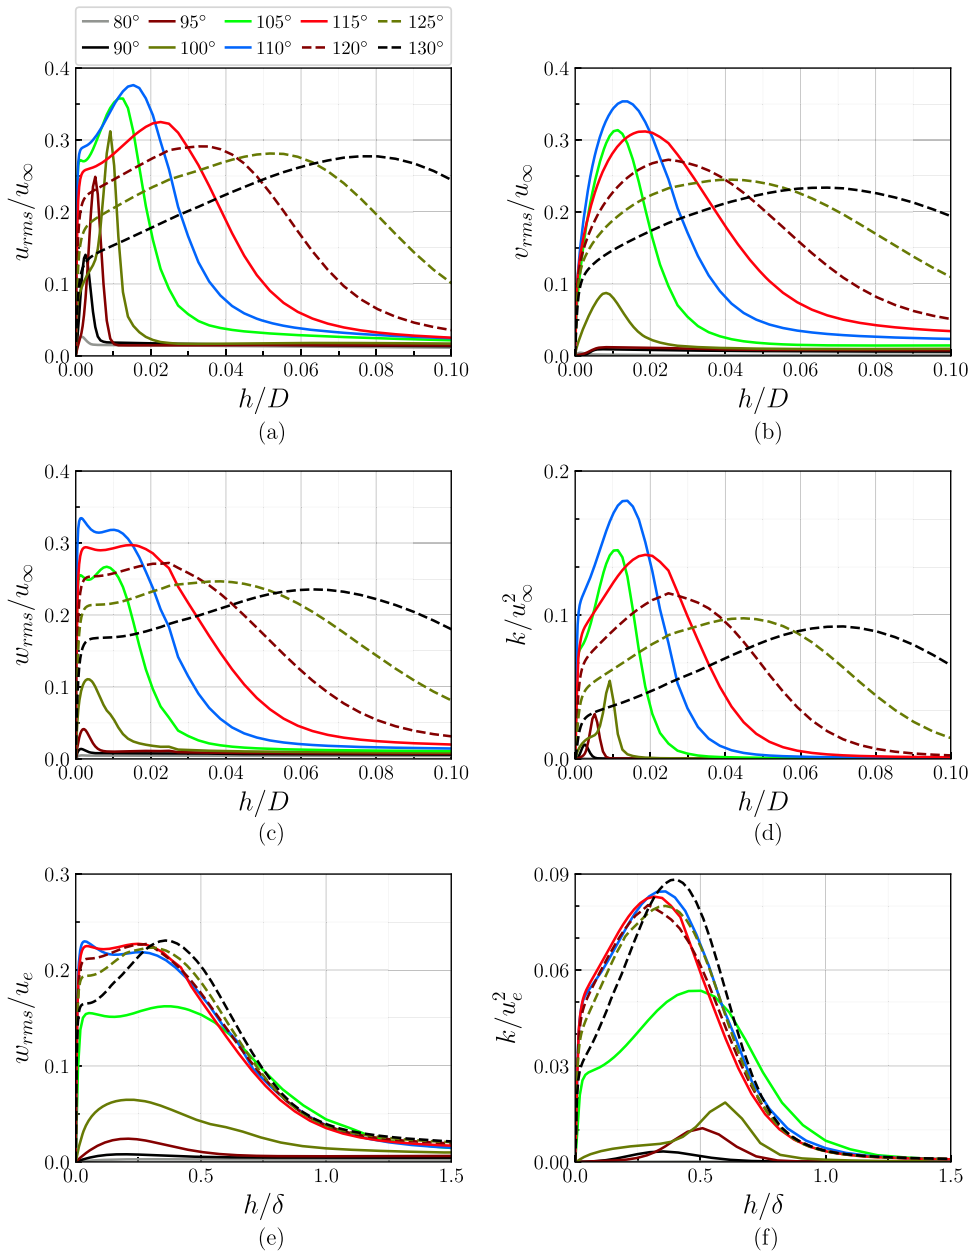 80° 95° 105° 115° 125°
90° 100° 110° 120° 130°
0.4
0.3
0.2
0.1
0.0
u_rms/u_∞
0.00 0.02 0.04 0.06 0.08 0.10
h/D
(a)
0.4
0.3
0.2
0.1
0.0
v_rms/u_∞
0.00 0.02 0.04 0.06 0.08 0.10
h/D
(b)
0.4
0.3
0.2
0.1
0.0
w_rms/u_∞
0.00 0.02 0.04 0.06 0.08 0.10
h/D
(c)
0.2
0.1
0.0
k/u²_∞
0.00 0.02 0.04 0.06 0.08 0.10
h/D
(d)
0.3
0.2
0.1
0.0
w_rms/u_e
0.0 0.5 1.0 1.5
h/δ
(e)
0.09
0.06
0.03
0.00
k/u²_e
0.0 0.5 1.0 1.5
h/δ
(f)